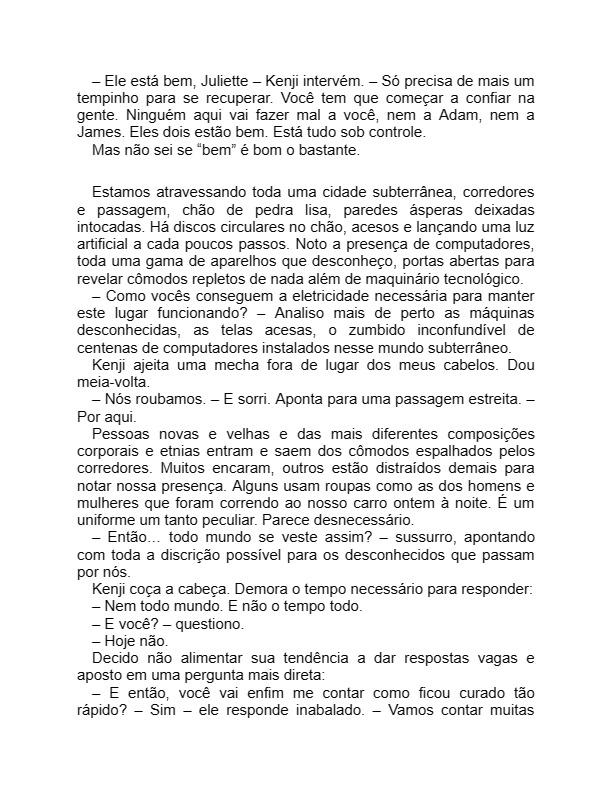 – Ele está bem, Juliette – Kenji intervém. – Só precisa de mais um
tempinho para se recuperar. Você tem que começar a confiar na
gente. Ninguém aqui vai fazer mal a você, nem a Adam, nem a
James. Eles dois estão bem. Está tudo sob controle.
Mas não sei se “bem” é bom o bastante.
Estamos atravessando toda uma cidade subterrânea, corredores
e passagem, chão de pedra lisa, paredes ásperas deixadas
intocadas. Há discos circulares no chão, acesos e lançando uma luz
artificial a cada poucos passos. Noto a presença de computadores,
toda uma gama de aparelhos que desconheço, portas abertas para
revelar cômodos repletos de nada além de maquinário tecnológico.
– Como vocês conseguem a eletricidade necessária para manter
este lugar funcionando? – Analiso mais de perto as máquinas
desconhecidas, as telas acesas, o zumbido inconfundível de
centenas de computadores instalados nesse mundo subterrâneo.
Kenji ajeita uma mecha fora de lugar dos meus cabelos. Dou
meia-volta.
– Nós roubamos. – E sorri. Aponta para uma passagem estreita. –
Por aqui.
Pessoas novas e velhas e das mais diferentes composições
corporais e etnias entram e saem dos cômodos espalhados pelos
corredores. Muitos encaram, outros estão distraídos demais para
notar nossa presença. Alguns usam roupas como as dos homens e
mulheres que foram correndo ao nosso carro ontem à noite. É um
uniforme um tanto peculiar. Parece desnecessário.
– Então… todo mundo se veste assim? – sussurro, apontando
com toda a discrição possível para os desconhecidos que passam
por nós.
Kenji coça a cabeça. Demora o tempo necessário para responder:
– Nem todo mundo. E não o tempo todo.
– E você? – questiono.
– Hoje não.
Decido não alimentar sua tendência a dar respostas vagas e
aposto em uma pergunta mais direta:
– E então, você vai enfim me contar como ficou curado tão
rápido? – Sim – ele responde inabalado. – Vamos contar muitas